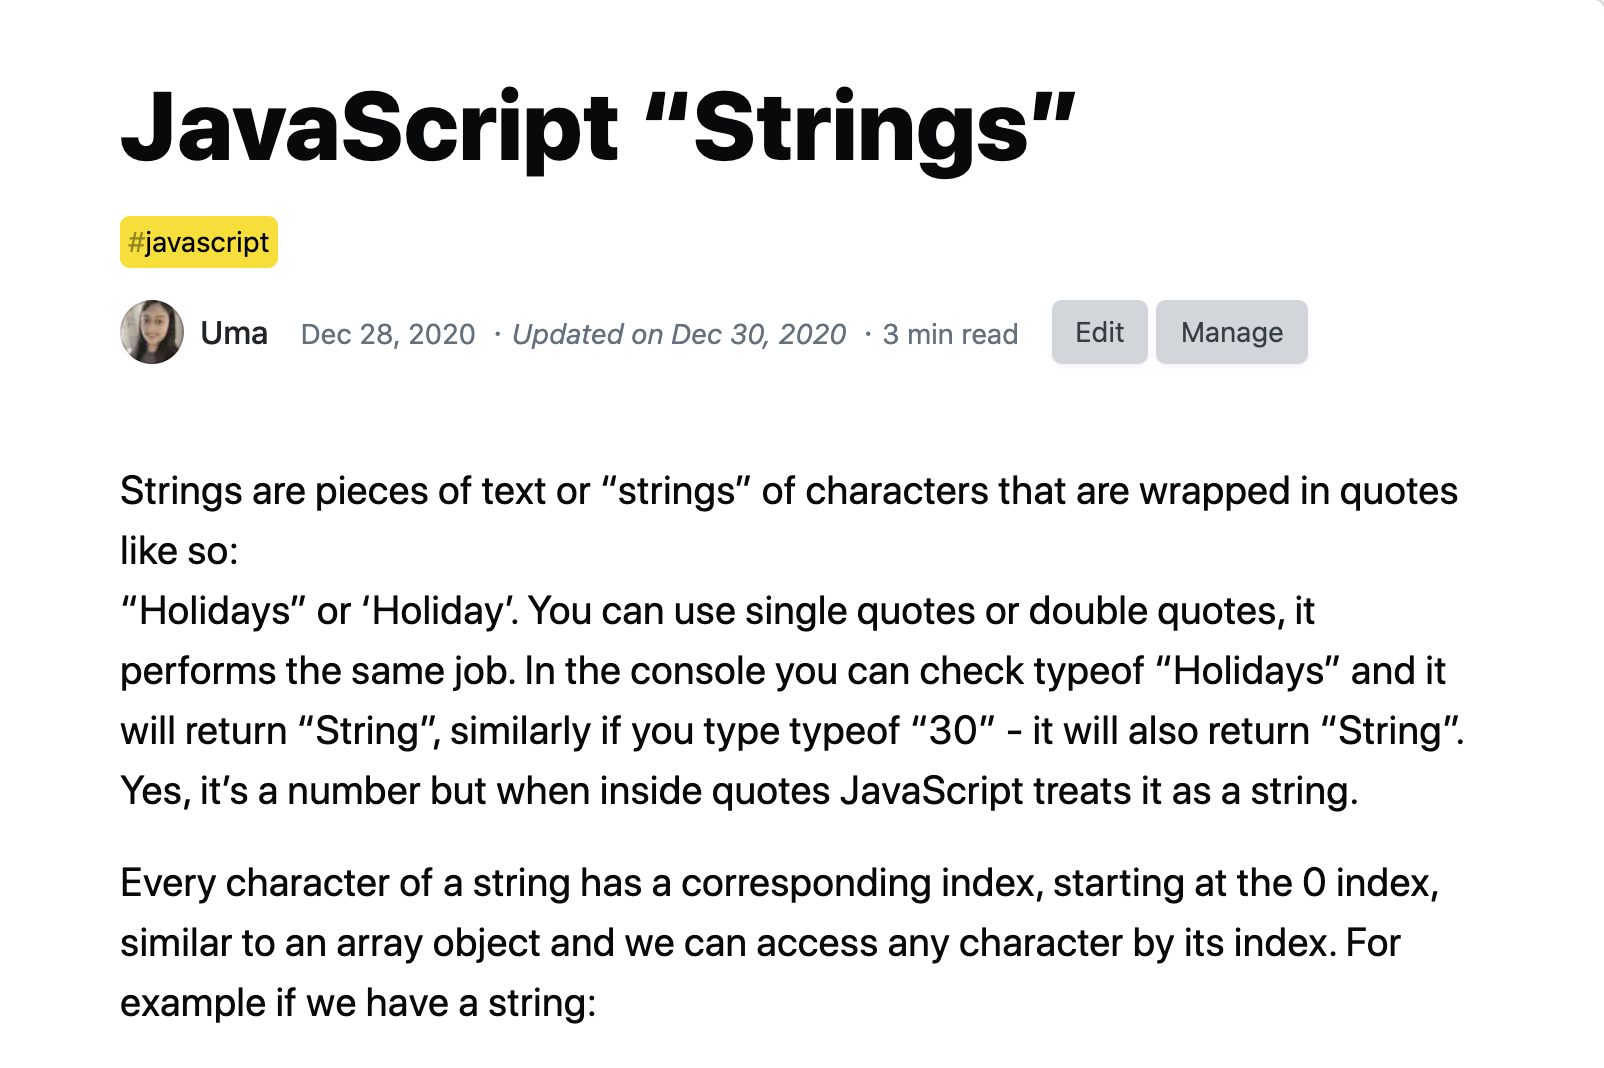 JavaScript “Strings”
#javascript
Uma Dec 28, 2020 · Updated on Dec 30, 2020 · 3 min read Edit Manage
Strings are pieces of text or “strings” of characters that are wrapped in quotes
like so:
“Holidays” or ‘Holiday’. You can use single quotes or double quotes, it
performs the same job. In the console you can check typeof “Holidays” and it
will return “String”, similarly if you type typeof “30” - it will also return “String”.
Yes, it’s a number but when inside quotes JavaScript treats it as a string.
Every character of a string has a corresponding index, starting at the 0 index,
similar to an array object and we can access any character by its index. For
example if we have a string: